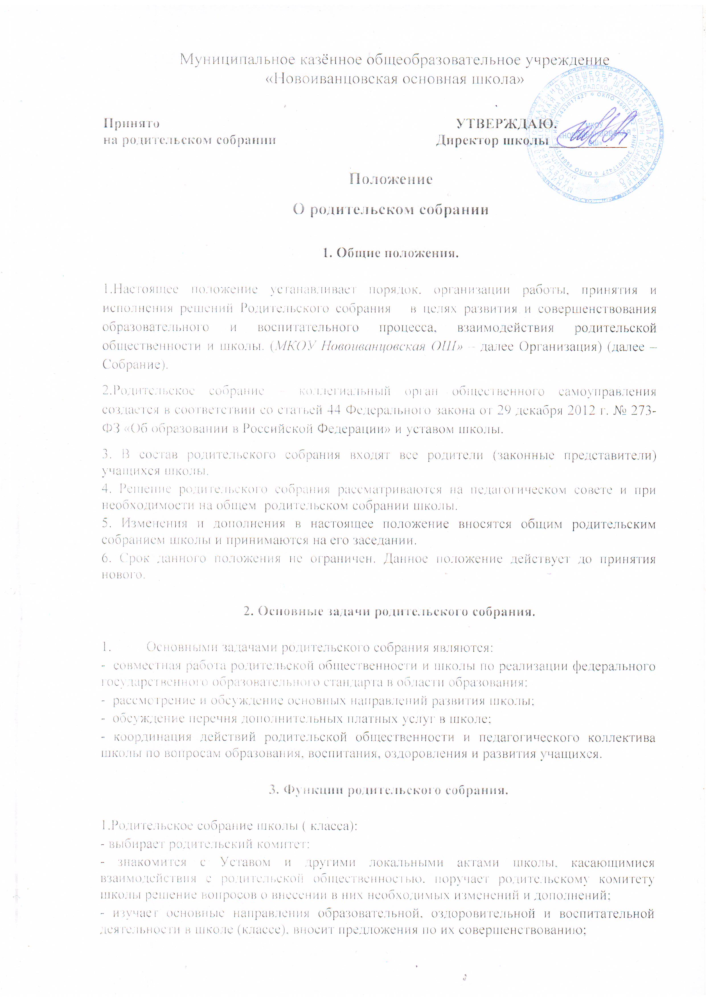 Муниципальное казённое общеобразовательное учреждение
«Новоиванцовская основная школа»
Принято УТВЕРЖДАЮ.
на родительском собрании Директор школы
МКОУ
«НОВОИВАНЦОВСКАЯ
ОШ»
Положение
О родительском собрании
1. Общие положения.
1.Настоящее положение устанавливает порядок. организации работы, принятия и
исполнения решений Родительского собрания в целях развития и совершенствования
образовательного и воспитательного процесса, взаимодействия родительской
общественности и школы. (МКОУ Новоиванцовская ОШ» – далее Организация) (далее –
Собрание).
2.Родительское собрание - коллегиальный орган общественного самоуправления
создается в соответствии со статьей 44 Федерального закона от 29 декабря 2012 г. № 273-
ФЗ «Об образовании в Российской Федерации» и уставом школы.
3. В состав родительского собрания входят все родители (законные представители)
учащихся школы.
4. Решение родительского собрания рассматриваются на педагогическом совете и при
необходимости на общем родительском собрании школы.
5. Изменения и дополнения в настоящее положение вносятся общим родительским
собранием школы и принимаются на его заседании.
6. Срок данного положения не ограничен. Данное положение действует до принятия
нового.
2. Основные задачи родительского собрания.
1. Основными задачами родительского собрания являются:
- совместная работа родительской общественности и школы по реализации федерального
государственного образовательного стандарта в области образования;
- рассмотрение и обсуждение основных направлений развития школы;
- обсуждение перечня дополнительных платных услуг в школе;
- координация действий родительской общественности и педагогического коллектива
школы по вопросам образования, воспитания, оздоровления и развития учащихся.
3. Функции родительского собрания.
1.Родительское собрание школы ( класса):
- выбирает родительский комитет;
- знакомится с Уставом и другими локальными актами школы, касающимися
взаимодействия с родительской общественностью, поручает родительскому комитету
школы решение вопросов о внесении в них необходимых изменений и дополнений;
- изучает основные направления образовательной, оздоровительной и воспитательной
деятельности в школе (классе), вносит предложения по их совершенствованию;